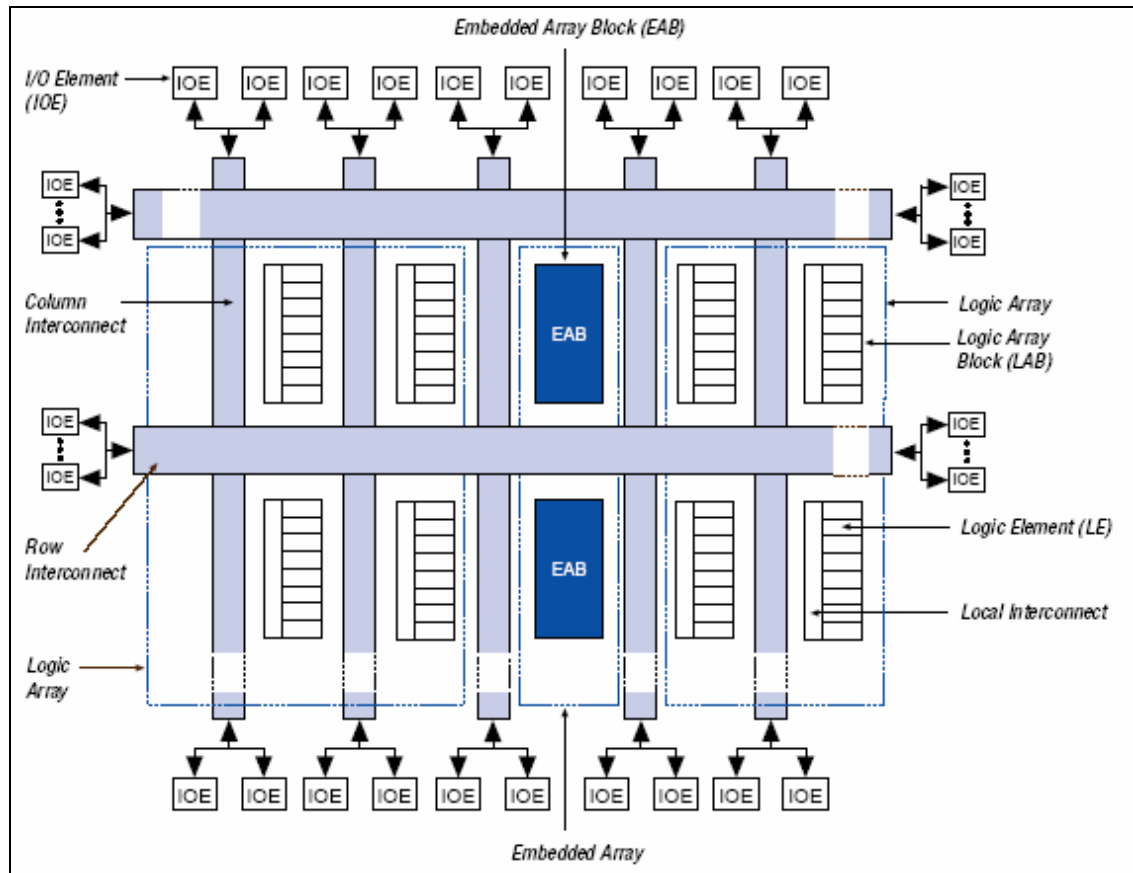 Embedded Array Block (EAB)
I/O Element
(IOE)
IOE IOE IOE IOE IOE IOE IOE IOE IOE IOE
IOE IOE
IOE IOE
Column
Interconnect
EAB
Logic Array
Logic Array
Block (LAB)
IOE IOE
IOE IOE
Row
Interconnect
EAB
Logic Element (LE)
Local Interconnect
Logic
Array
IOE IOE IOE IOE IOE IOE IOE IOE IOE IOE
Embedded Array